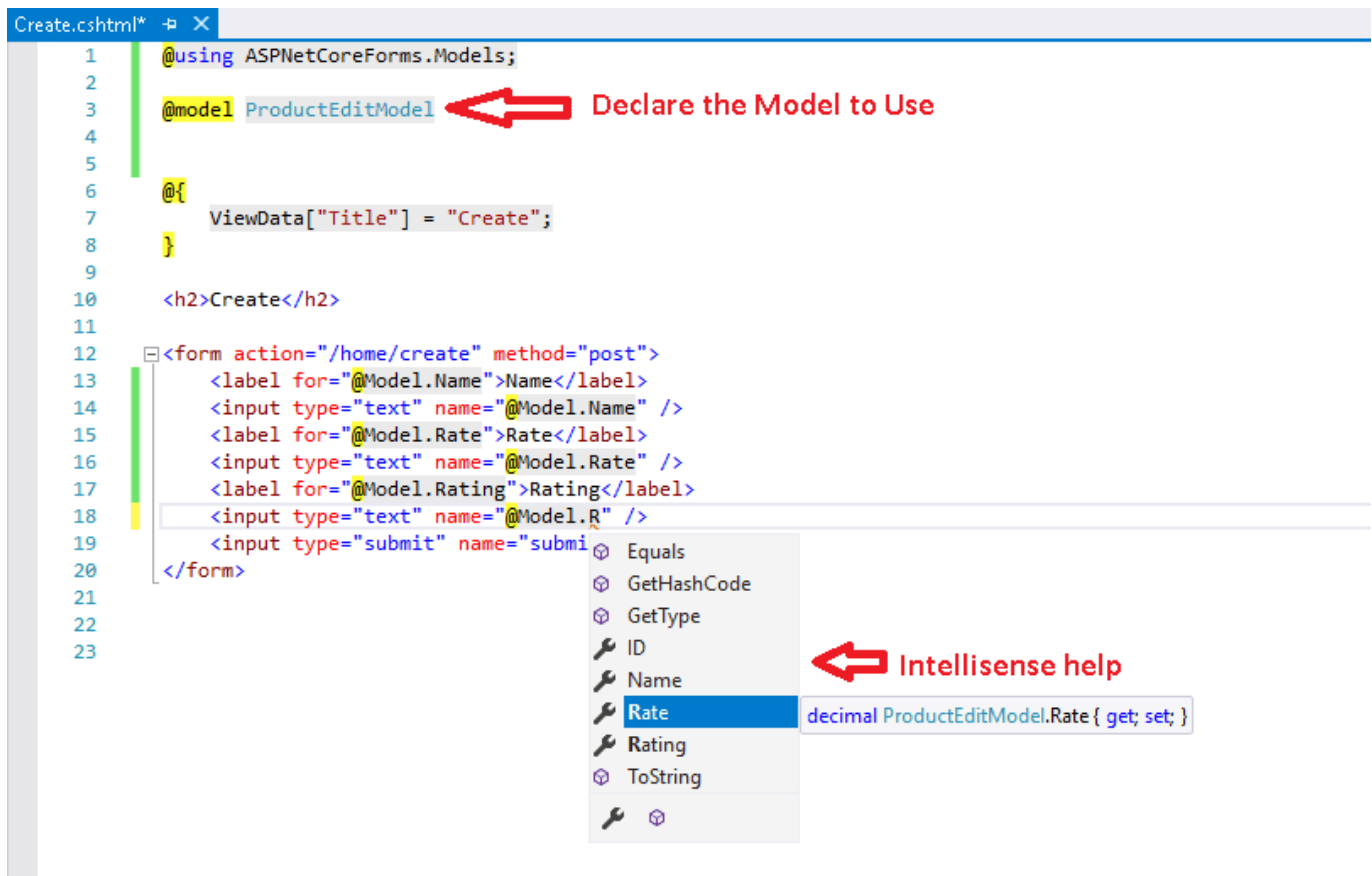 Create.cshtml*
1 @using ASPNetCoreForms.Models;
2
3 @model ProductEditModel Declare the Model to Use
4
5
6 @{
7 ViewData["Title"] = "Create";
8 }
9
10 <h2>Create</h2>
11
12 <form action="/home/create" method="post">
13 <label for="@Model.Name">Name</label>
14 <input type="text" name="@Model.Name" />
15 <label for="@Model.Rate">Rate</label>
16 <input type="text" name="@Model.Rate" />
17 <label for="@Model.Rating">Rating</label>
18 <input type="text" name="@Model.R" />
19 <input type="submit" name="submi
20 </form>
21
22
23
Equals
GetHashCode
GetType
ID
Intellisense help
Name
Rate decimal ProductEditModel.Rate { get; set; }
Rating
ToString